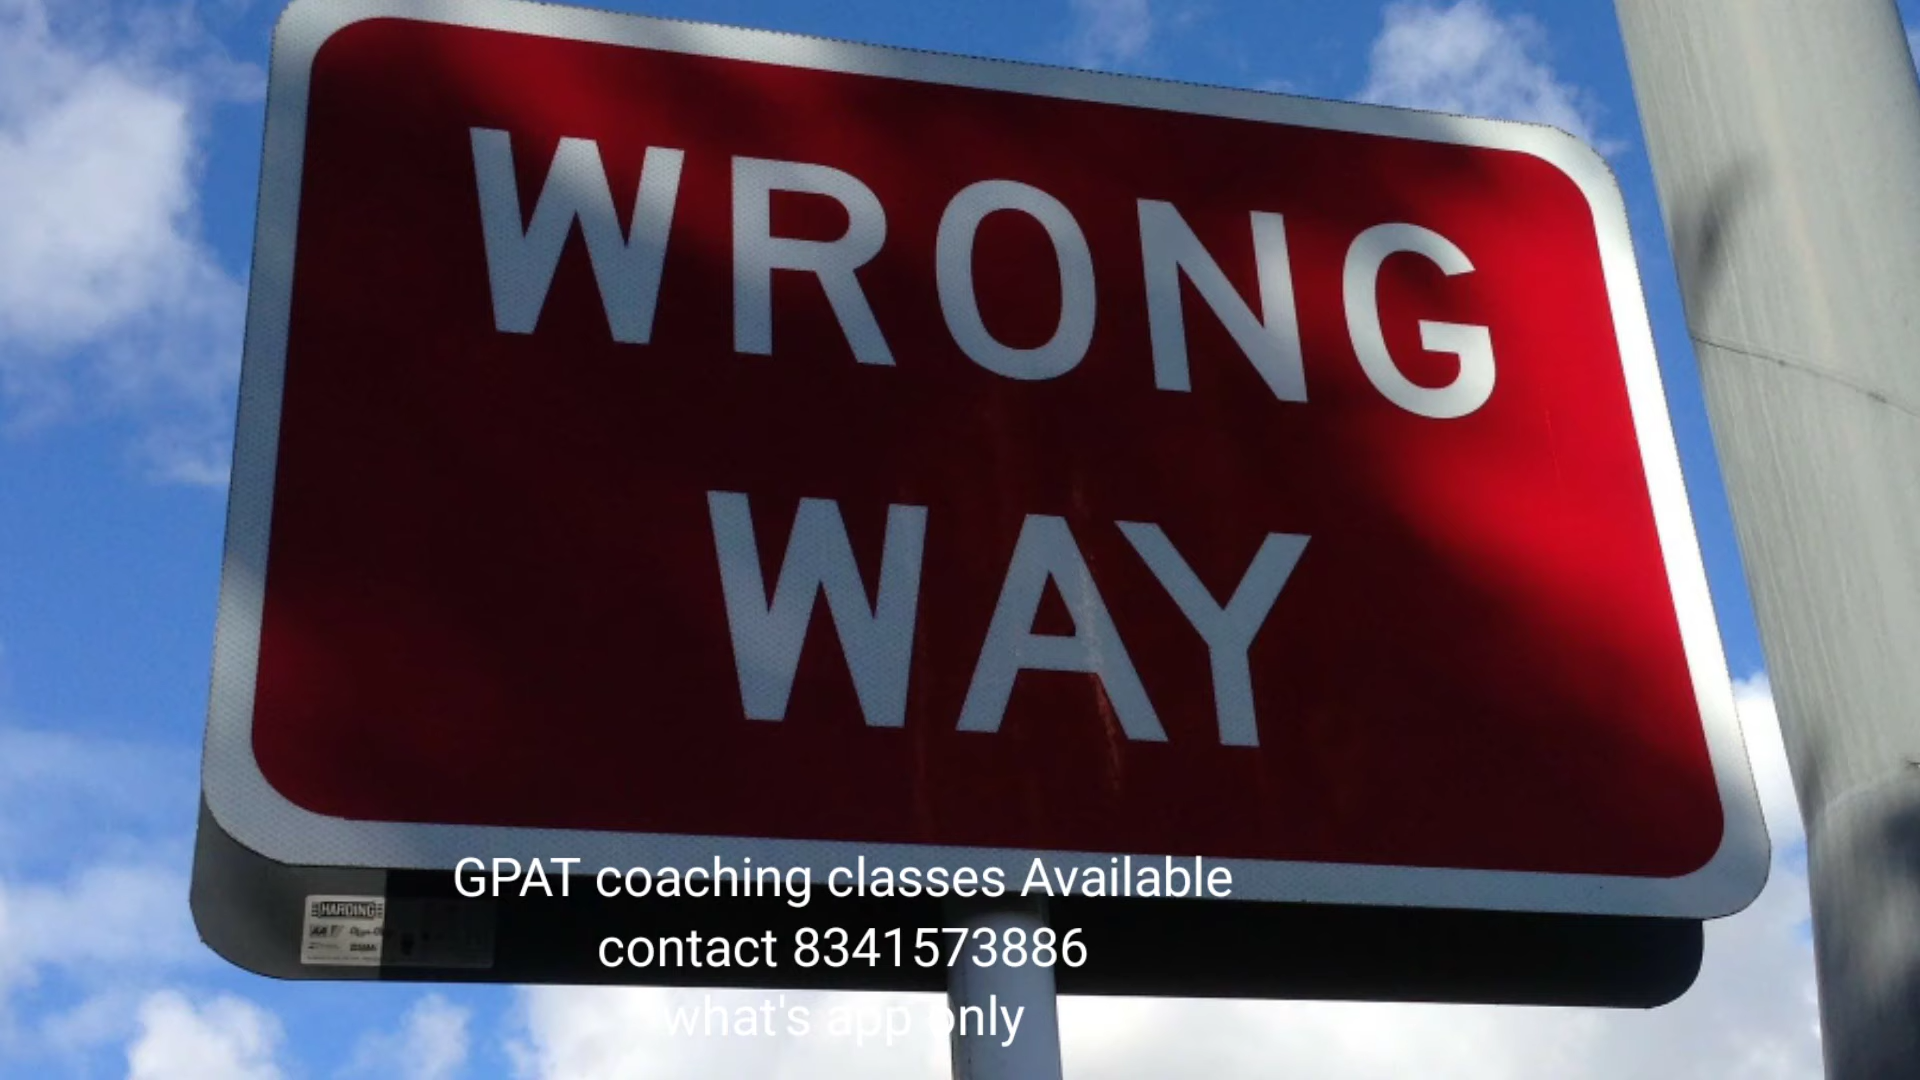 WRONG
WAY
GPAT coaching classes Available
HARDING
contact 8341573886
what's app only